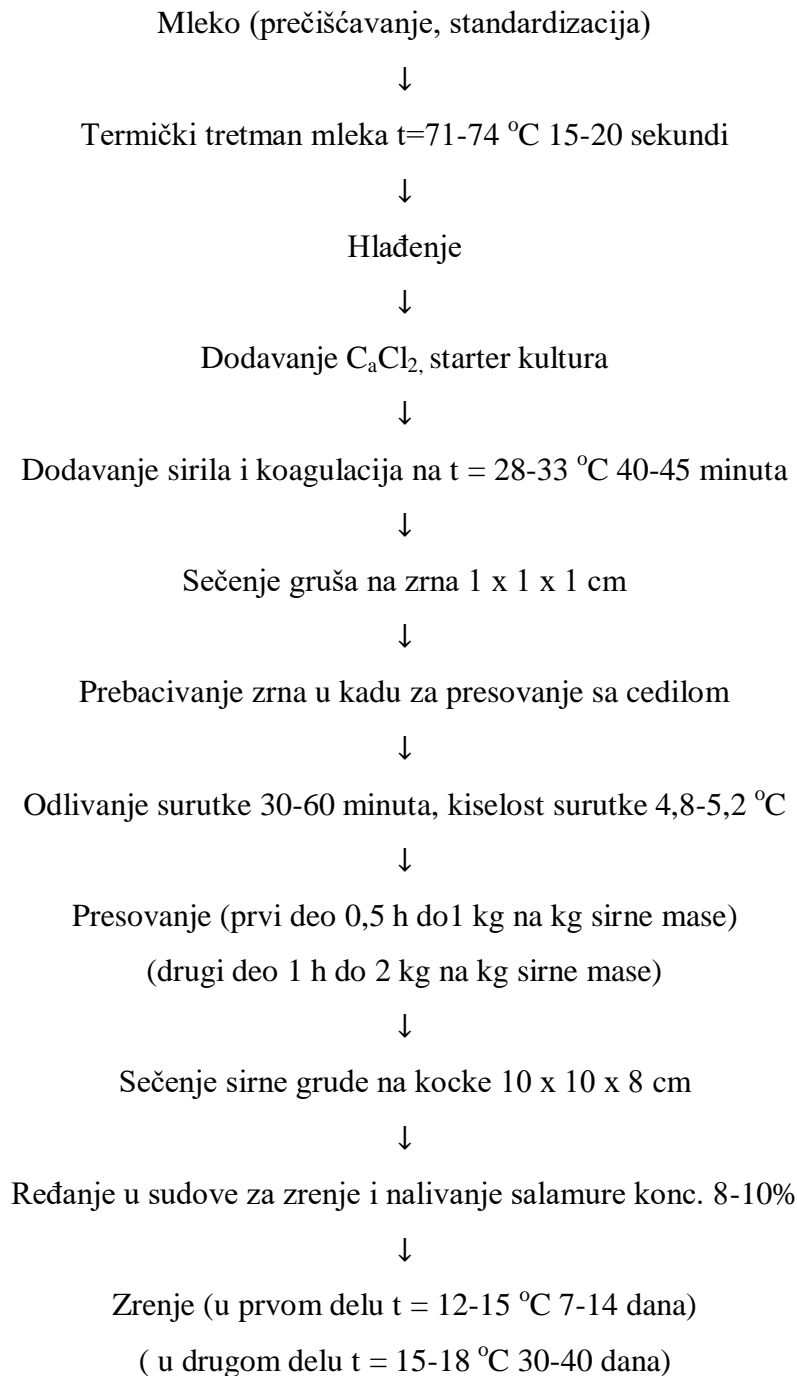 Mleko (prečišćavanje, standardizacija)
↓
Termički tretman mleka t=71-74 °C 15-20 sekundi
↓
Hlađenje
↓
Dodavanje CaCl2, starter kultura
↓
Dodavanje sirila i koagulacija na t = 28-33 °C 40-45 minuta
↓
Sečenje gruša na zrna 1 x 1 x 1 cm
↓
Prebacivanje zrna u kadu za presovanje sa cedilom
↓
Odlivanje surutke 30-60 minuta, kiselost surutke 4,8-5,2 °C
↓
Presovanje (prvi deo 0,5 h do1 kg na kg sirne mase)
(drugi deo 1 h do 2 kg na kg sirne mase)
↓
Sečenje sirne grude na kocke 10 x 10 x 8 cm
↓
Ređanje u sudove za zrenje i nalivanje salamure konc. 8-10%
↓
Zrenje (u prvom delu t = 12-15 °C 7-14 dana)
( u drugom delu t = 15-18 °C 30-40 dana)